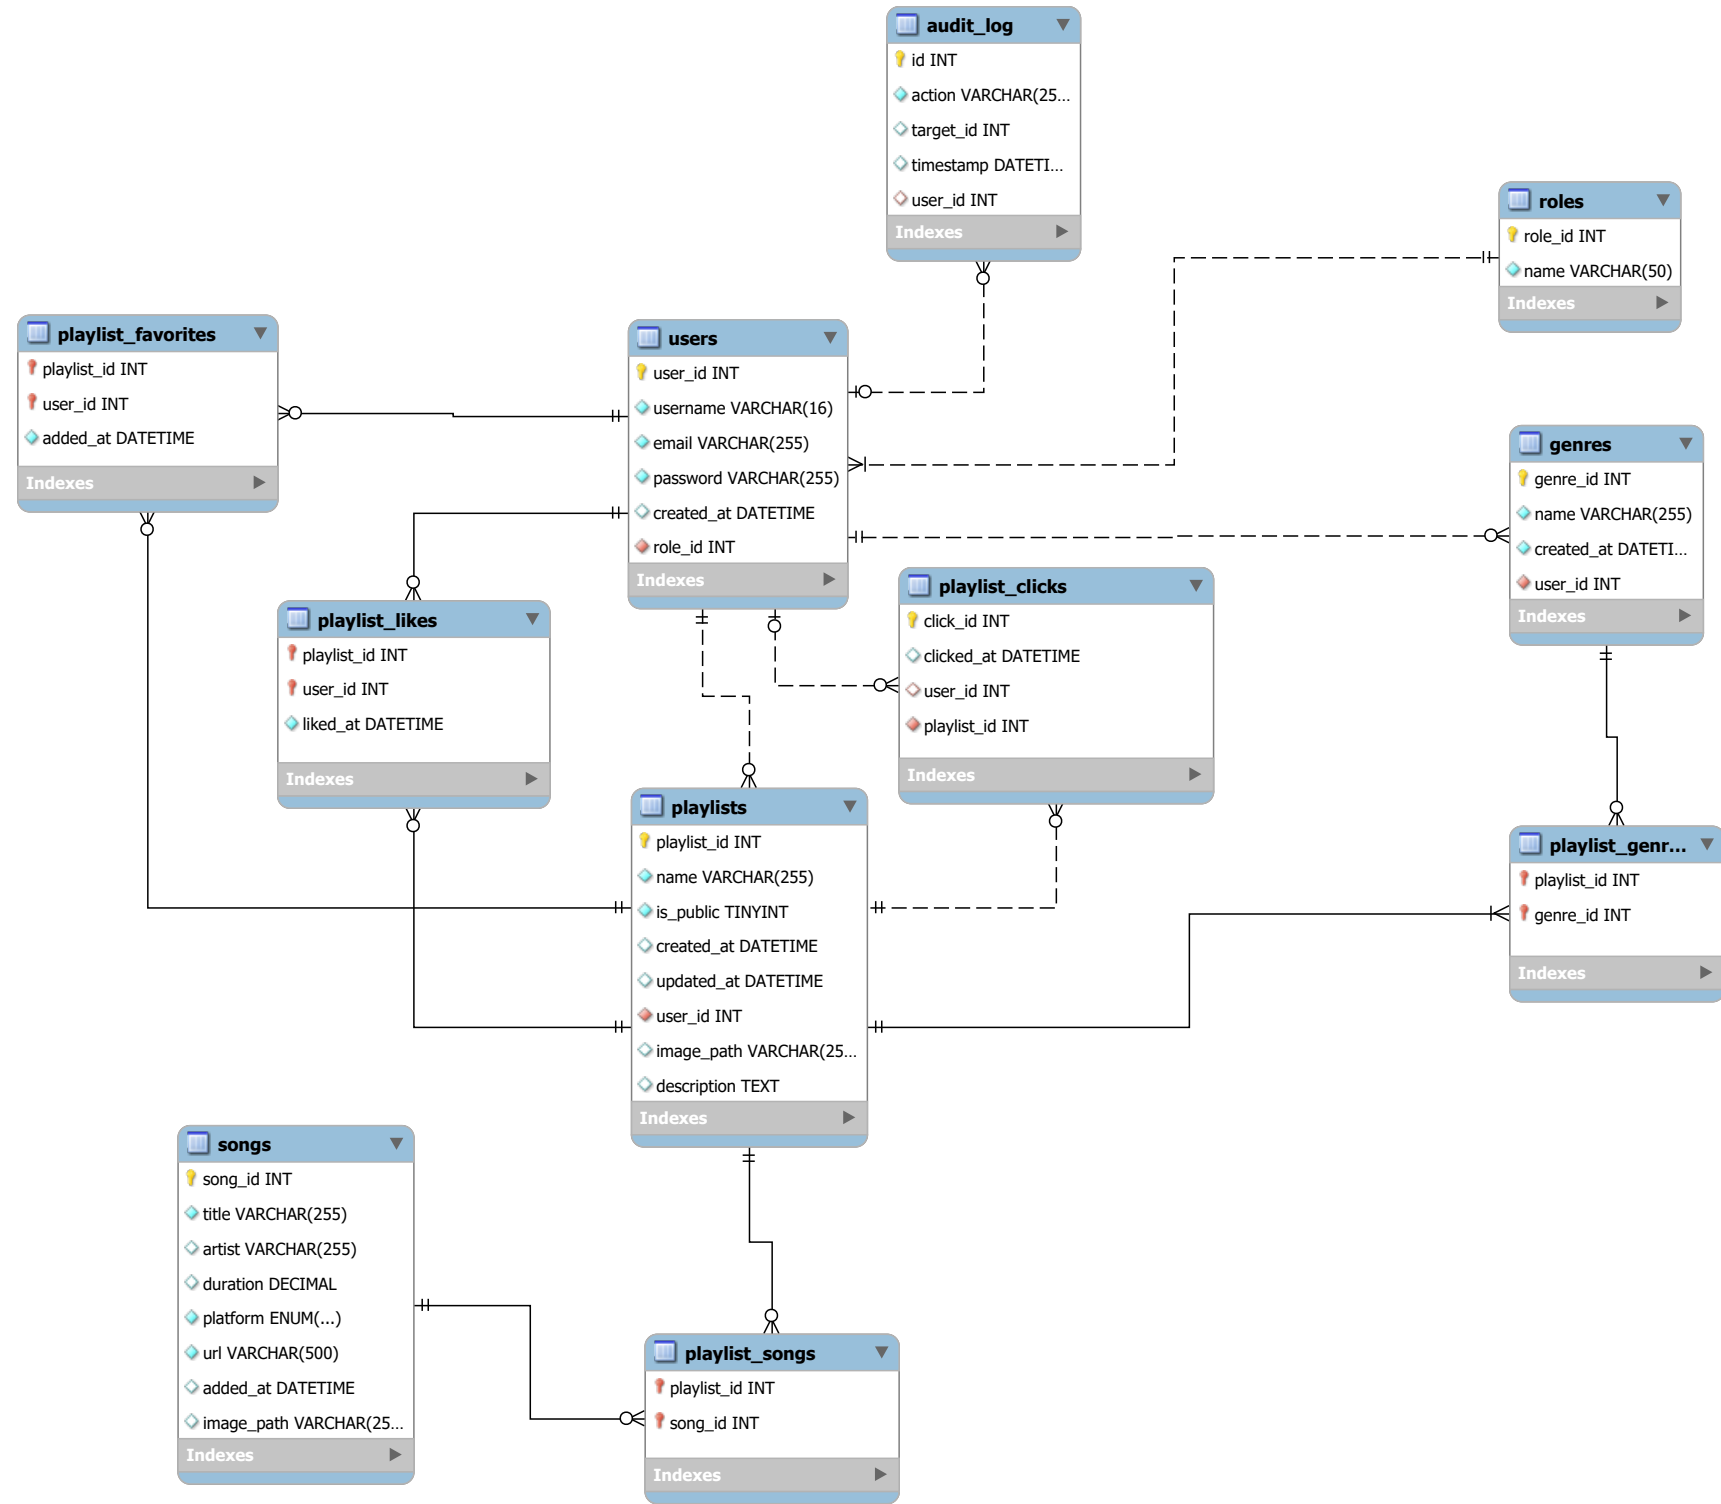 audit_log
id INT
action VARCHAR(25...
target_id INT
timestamp DATETI...
user_id INT
Indexes
roles
role_id INT
name VARCHAR(50)
Indexes
playlist_favorites
playlist_id INT
user_id INT
added_at DATETIME
Indexes
users
user_id INT
username VARCHAR(16)
email VARCHAR(255)
password VARCHAR(255)
created_at DATETIME
role_id INT
Indexes
genres
genre_id INT
name VARCHAR(255)
created_at DATETI...
user_id INT
Indexes
playlist_likes
playlist_id INT
user_id INT
liked_at DATETIME
Indexes
playlist_clicks
click_id INT
clicked_at DATETIME
user_id INT
playlist_id INT
Indexes
playlists
playlist_id INT
name VARCHAR(255)
is_public TINYINT
created_at DATETIME
updated_at DATETIME
user_id INT
image_path VARCHAR(25...
description TEXT
Indexes
playlist_genr...
playlist_id INT
genre_id INT
Indexes
songs
song_id INT
title VARCHAR(255)
artist VARCHAR(255)
duration DECIMAL
platform ENUM(...)
url VARCHAR(500)
added_at DATETIME
image_path VARCHAR(25...
Indexes
playlist_songs
playlist_id INT
song_id INT
Indexes